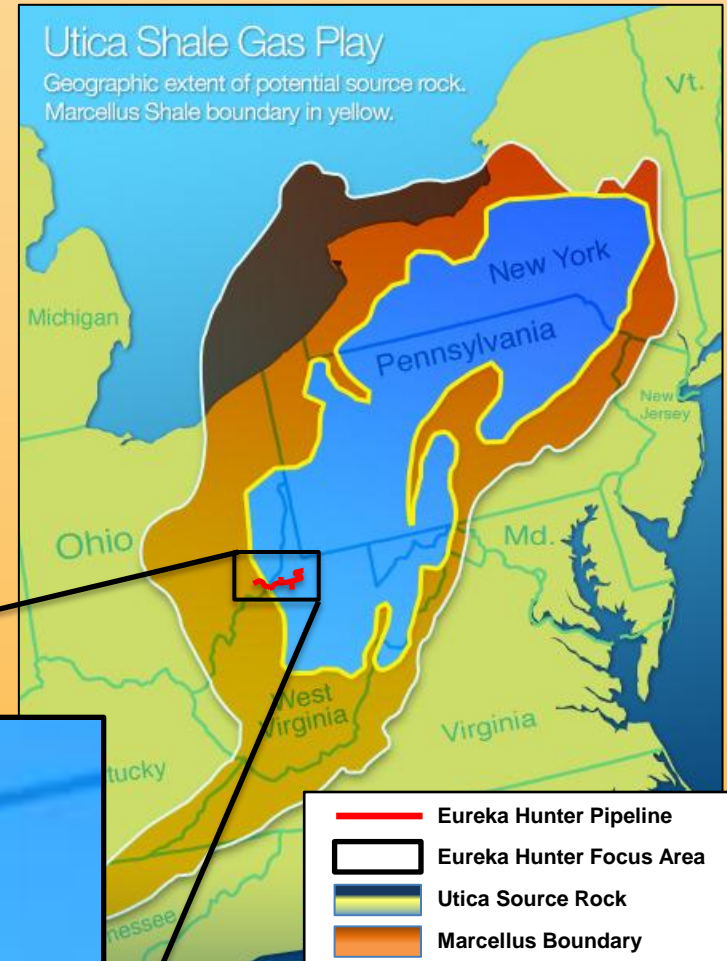 Utica Shale Gas Play
Geographic extent of potential source rock.
Marcellus Shale boundary in yellow.
Vt.
New York
Michigan
Pennsylvania
New
Jersey
Ohio
Md.
West
Virginia
Virginia
tucky
nessee
Eureka Hunter Pipeline
Eureka Hunter Focus Area
Utica Source Rock
Marcellus Boundary